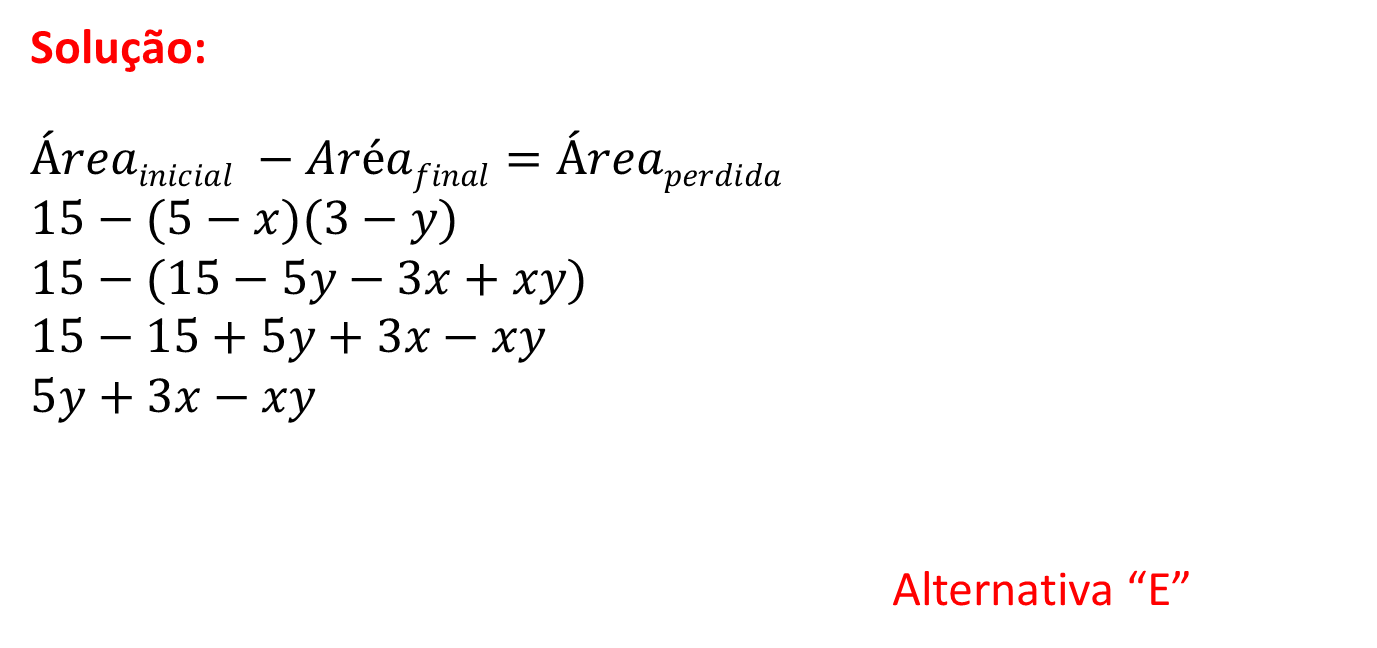 Solução:
Área_inicial − Aréa_final = Área_perdida
15 − (5 − x)(3 − y)
15 − (15 − 5y − 3x + xy)
15 − 15 + 5y + 3x − xy
5y + 3x − xy
Alternativa “E”